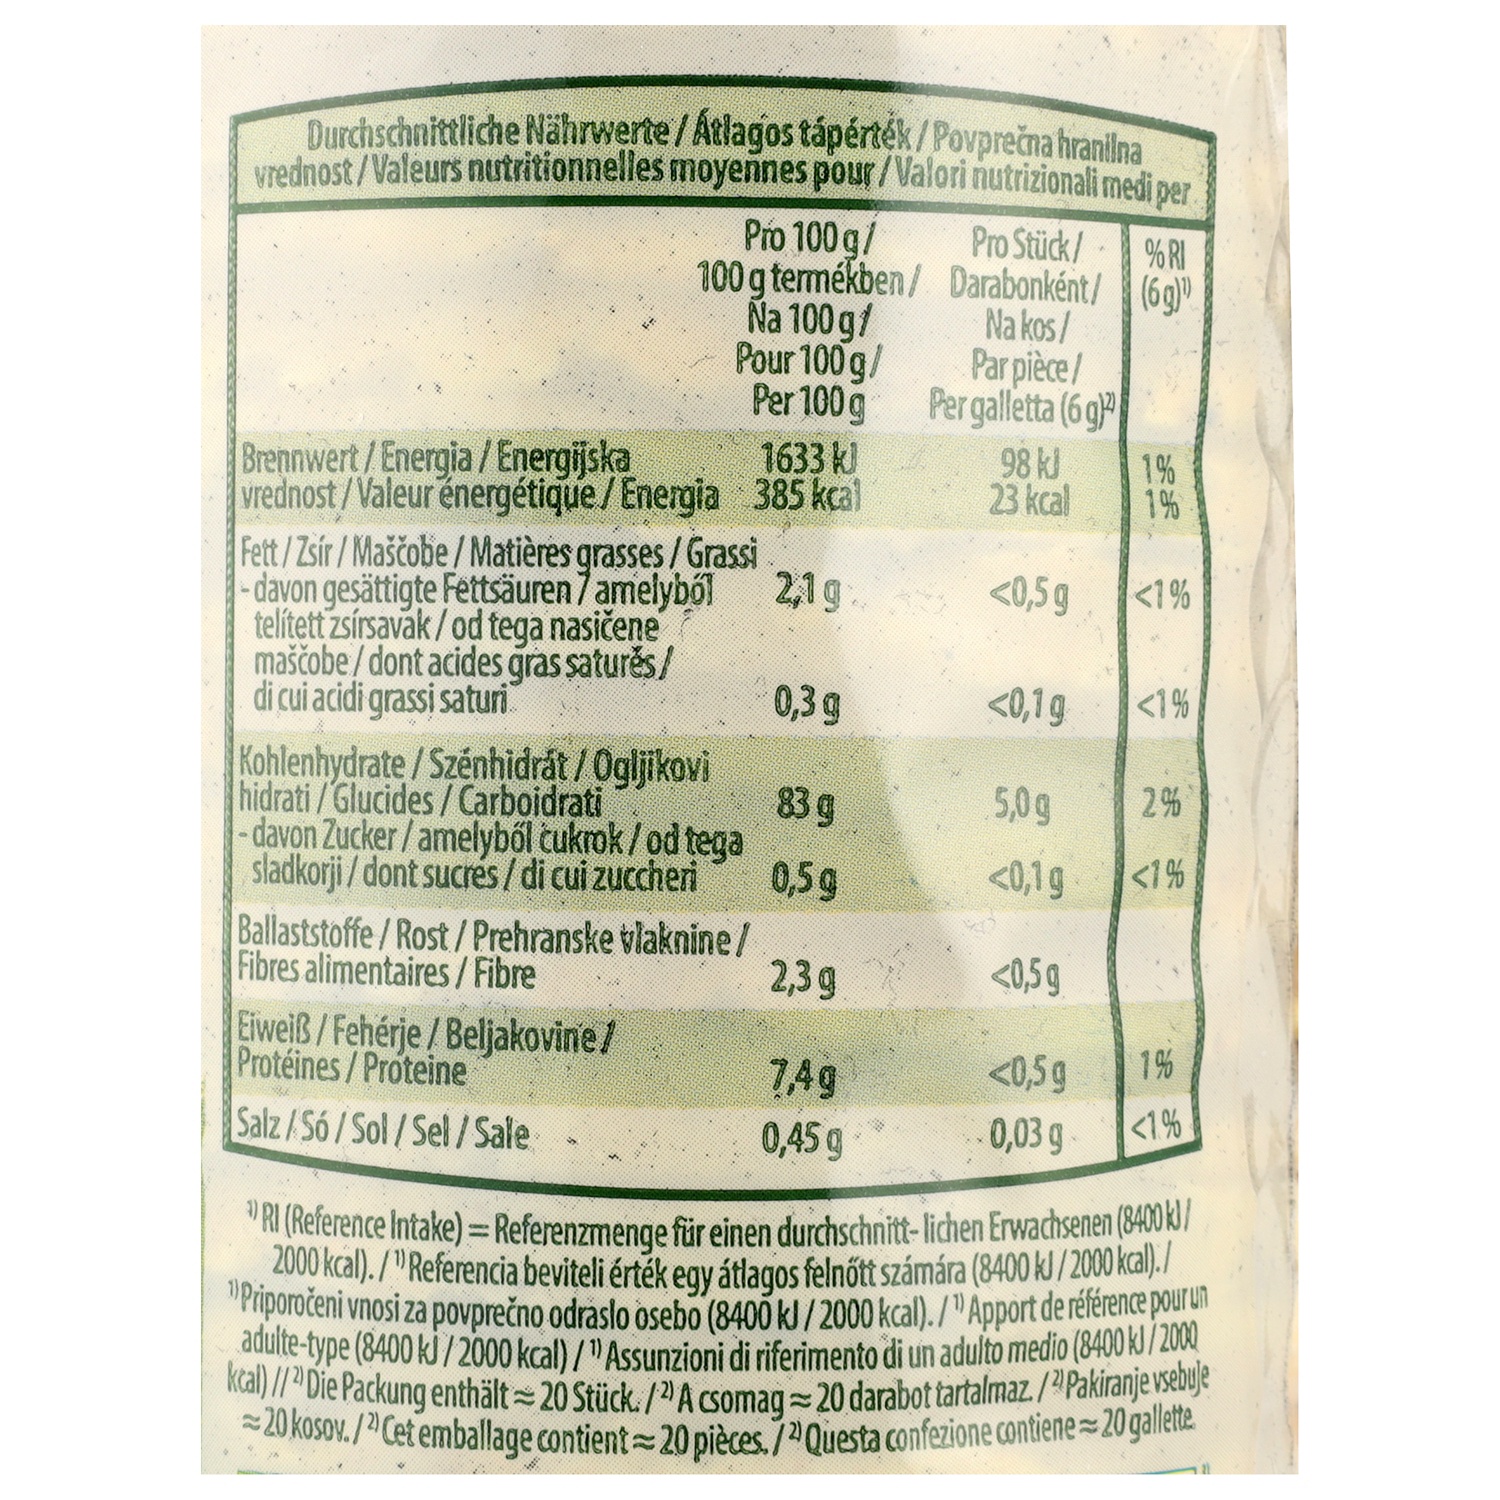 Durchschnittliche Nährwerte / Átlagos tápérték / Povprečna hranilna
vrednost / Valeurs nutritionnelles moyennes pour / Valori nutrizionali medi per
Pro 100 g / Pro Stück / % RI
100 g termékben / Darabonként / (6 g)¹⁾
Na 100 g / Na kos /
Pour 100 g / Par pièce /
Per 100 g Per galletta (6 g)²⁾
Brennwert / Energia / Energijska 1633 kJ 98 kJ 1%
vrednost / Valeur énergétique / Energia 385 kcal 23 kcal 1%
Fett / Zsír / Maščobe / Matières grasses / Grassi 2,1 g <0,5 g <1%
- davon gesättigte Fettsäuren / amelyből
telített zsírsavak / od tega nasičene
maščobe / dont acides gras saturés /
di cui acidi grassi saturi 0,3 g <0,1 g <1%
Kohlenhydrate / Szénhidrát / Ogljikovi
hidrati / Glucides / Carboidrati 83 g 5,0 g 2%
- davon Zucker / amelyből cukrok / od tega
sladkorji / dont sucres / di cui zuccheri 0,5 g <0,1 g <1%
Ballaststoffe / Rost / Prehranske vlaknine /
Fibres alimentaires / Fibre 2,3 g <0,5 g
Eiweiß / Fehérje / Beljakovine /
Protéines / Proteine 7,4 g <0,5 g 1%
Salz / Só / Sol / Sel / Sale 0,45 g 0,03 g <1%
¹⁾ RI (Reference Intake) = Referenzmenge für einen durchschnitt- lichen Erwachsenen (8400 kJ /
2000 kcal). / ¹⁾ Referencia beviteli érték egy átlagos felnőtt számára (8400 kJ / 2000 kcal). /
¹⁾ Priporočeni vnosi za povprečno odraslo osebo (8400 kJ / 2000 kcal). / ¹⁾ Apport de référence pour un
adulte-type (8400 kJ / 2000 kcal) / ¹⁾ Assunzioni di riferimento di un adulto medio (8400 kJ / 2000
kcal) // ²⁾ Die Packung enthält ≈ 20 Stück. / ²⁾ A csomag ≈ 20 darabot tartalmaz. / ²⁾ Pakiranje vsebuje
≈ 20 kosov. / ²⁾ Cet emballage contient ≈ 20 pièces. / ²⁾ Questa confezione contiene ≈ 20 gallette.